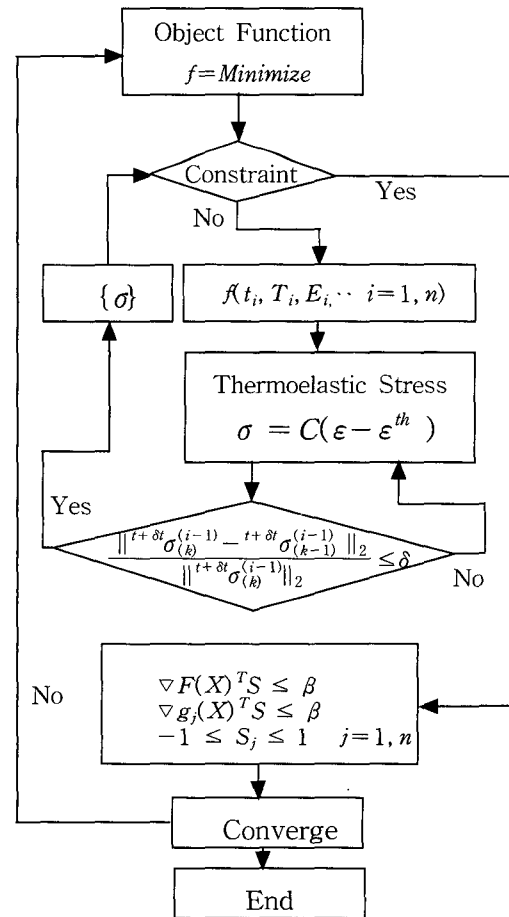 Object Function
f=Minimize
Constraint
Yes
No
{σ}
f(t_i, T_i, E_i, ·· i=1, n)
Thermoelastic Stress
σ = C(ε − ε^{th} )
Yes
‖^{t+δt}σ_{(k)}^{(i−1)} − ^{t+δt}σ_{(k−1)}^{(i−1)} ‖_2
‖^{t+δt}σ_{(k)}^{(i−1)}‖_2
≤δ
No
No
▽F(X)^T S ≤ β
▽g_j(X)^T S ≤ β
−1 ≤ S_j ≤ 1 j=1, n
Converge
End